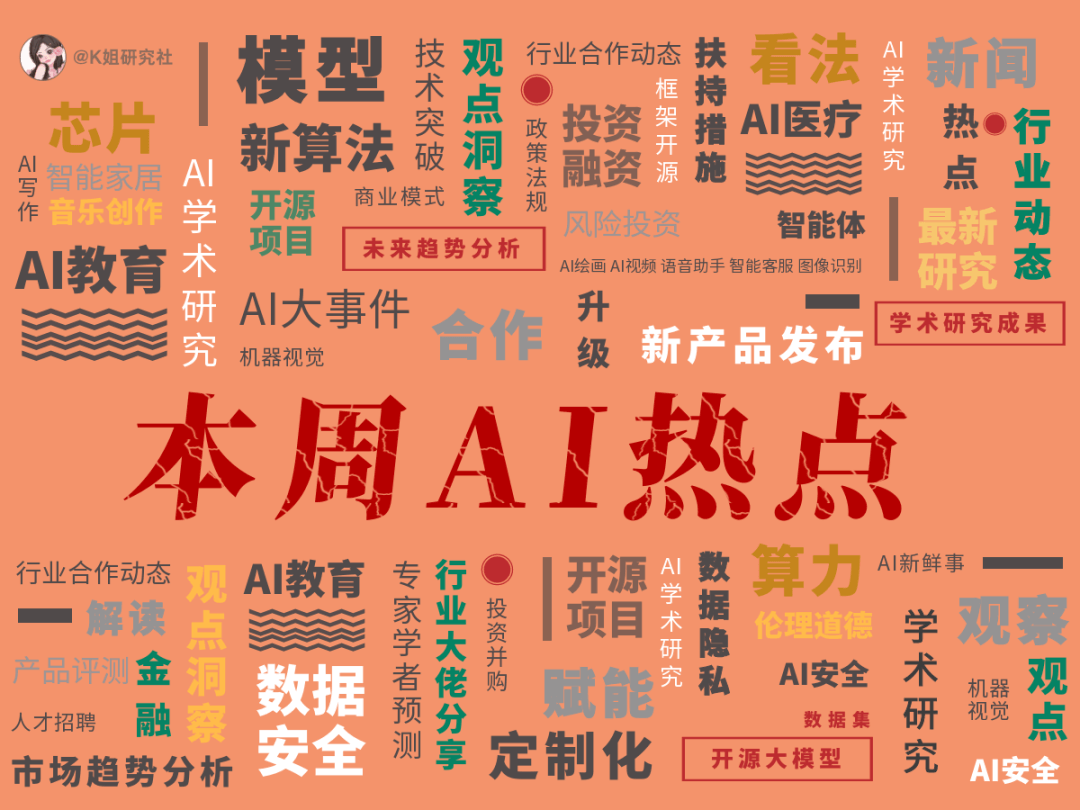 @K姐研究社
芯片
AI写作
智能家居
音乐创作
AI教育
AI学术研究
模型
新算法
开源
项目
技术突破
商业模式
观点洞察
未来趋势分析
AI大事件
机器视觉
合作
行业合作动态
政策法规
投资
融资
框架开源
扶持措施
风险投资
AI绘画 AI视频 语音助手 智能客服 图像识别
升级
新产品发布
看法
AI医疗
智能体
AI学术研究
新闻
热点
行业动态
最新
研究
学术研究成果
本周AI热点
行业合作动态
解读
产品评测
人才招聘
金融
市场趋势分析
观点洞察
AI教育
数据
安全
专家学者预测
行业大佬分享
投资并购
定制化
开源
项目
赋能
AI学术研究
数据隐私
开源大模型
算力
伦理道德
AI安全
数据集
AI新鲜事
学术研究
观察
机器
视觉
观点
AI安全